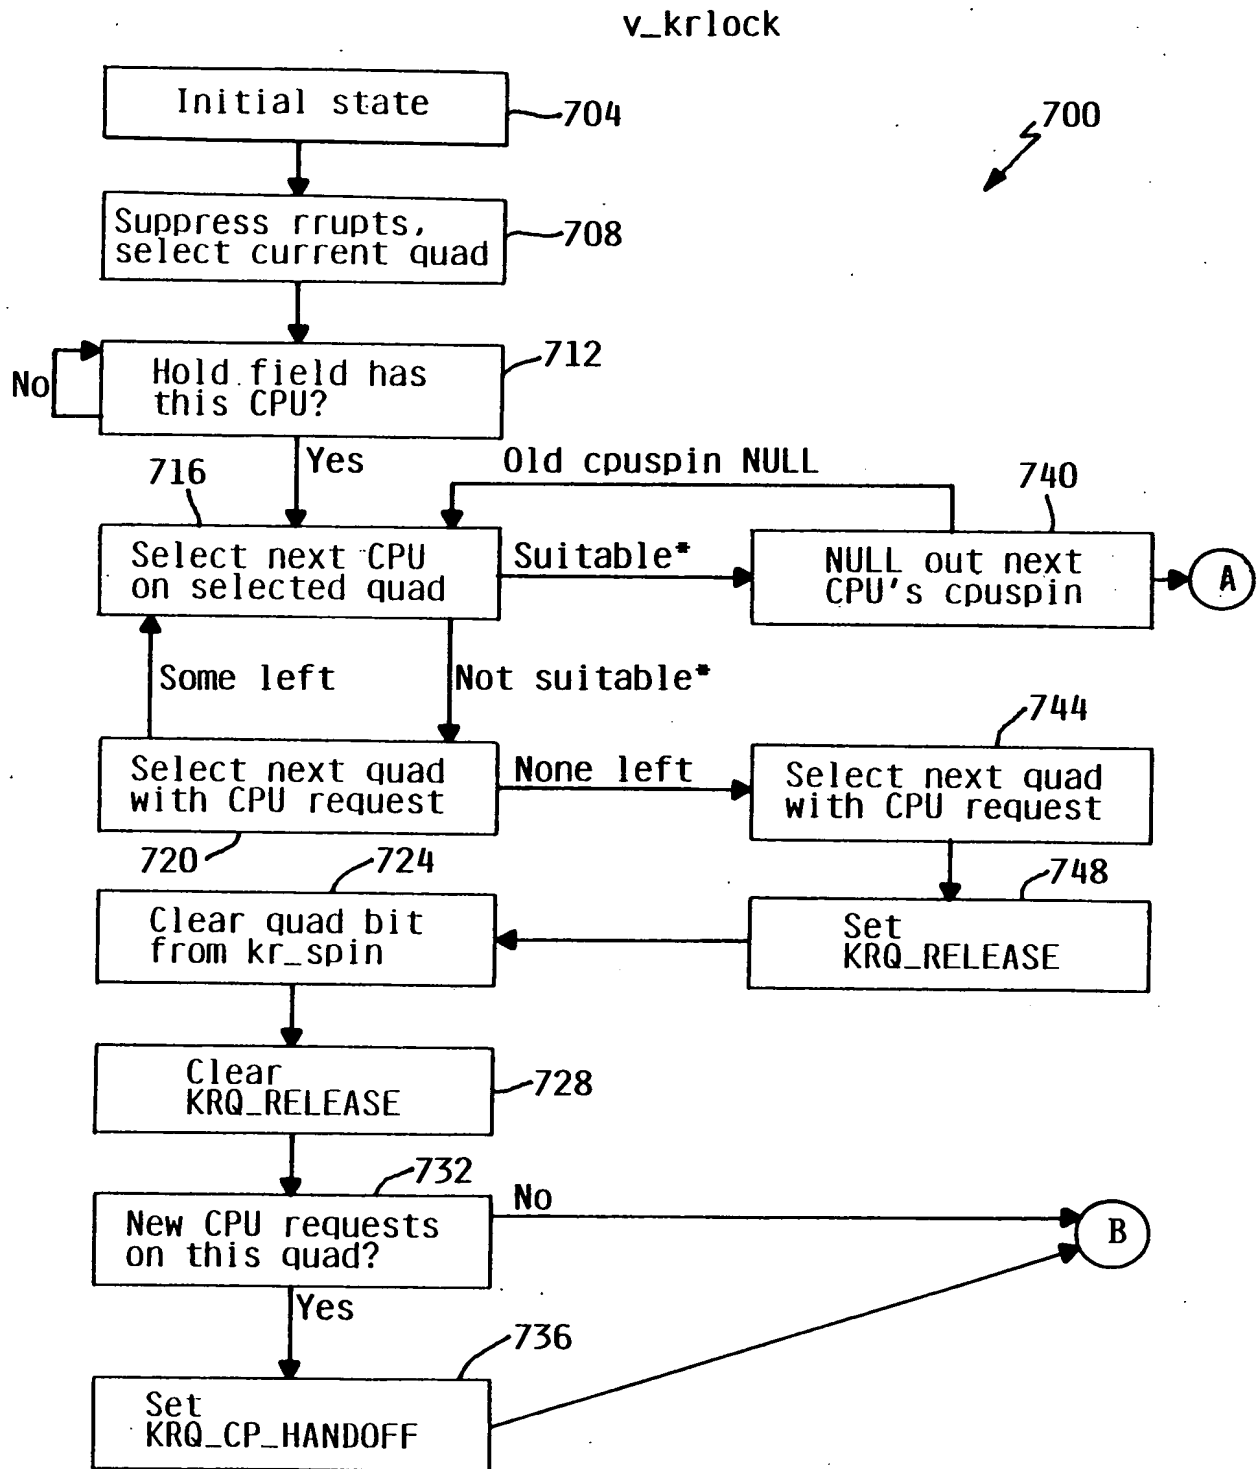 v_krlock
Initial state
704
700
Suppress rrupts,
select current quad
708
Hold field has
this CPU?
712
No
Yes
Old cpuspin NULL
716
740
Select next CPU
on selected quad
Suitable*
NULL out next
CPU's cpuspin
A
Some left
Not suitable*
744
Select next quad
with CPU request
None left
Select next quad
with CPU request
720
724
748
Clear quad bit
from kr_spin
Set
KRQ_RELEASE
Clear
KRQ_RELEASE
728
732
New CPU requests
on this quad?
No
B
Yes
736
Set
KRQ_CP_HANDOFF